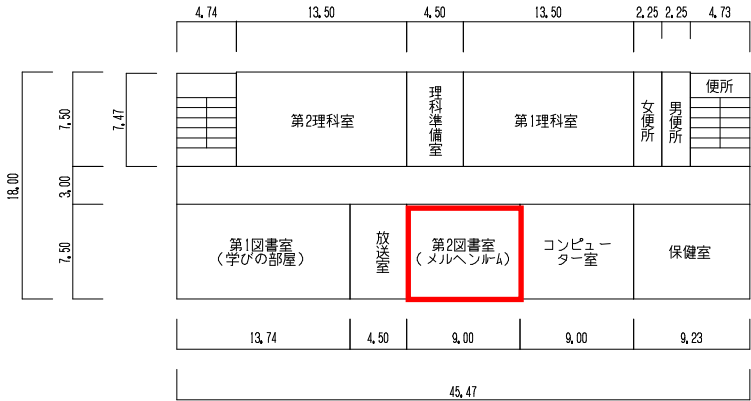 4.74 13.50 4.50 13.50 2.25 2.25 4.73
18.00
7.50
3.00
7.50
7.47
第2理科室
理科準備室
第1理科室
女便所
男便所
便所
第1図書室
(学びの部屋)
放送室
第2図書室
(メルヘンルーム)
コンピュー
ター室
保健室
13.74 4.50 9.00 9.00 9.23
45.47